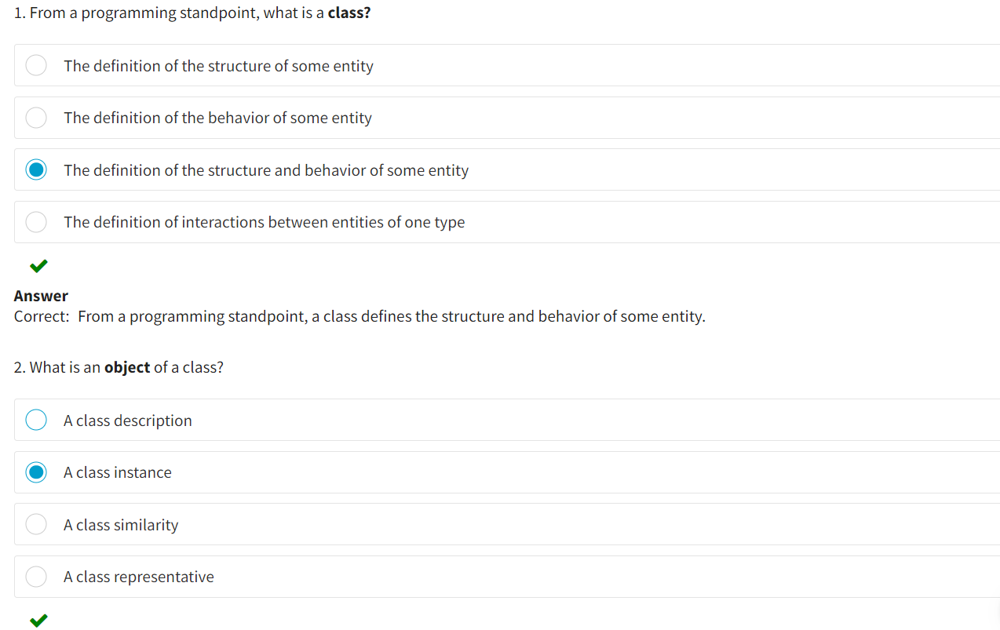 1. From a programming standpoint, what is a class?
The definition of the structure of some entity
The definition of the behavior of some entity
The definition of the structure and behavior of some entity
The definition of interactions between entities of one type
Answer
Correct: From a programming standpoint, a class defines the structure and behavior of some entity.
2. What is an object of a class?
A class description
A class instance
A class similarity
A class representative